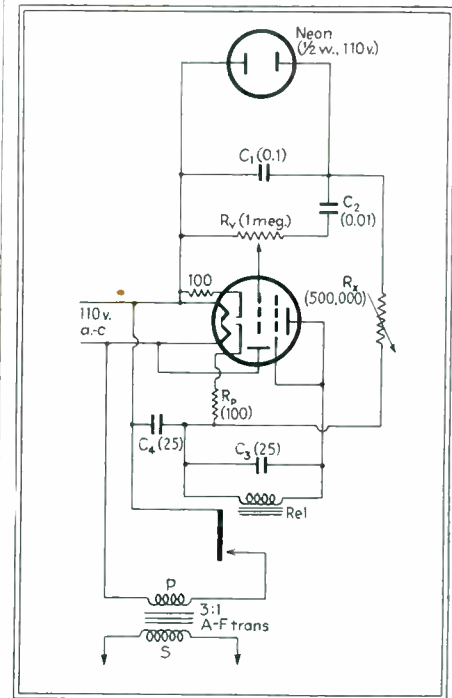 Neon
(½ w., 110v.)
C₁ (0.1)
C₂
(0.01)
Rᵥ (1 meg.)
100
Rₓ
(500,000)
110 v.
a.-c
Rₚ
(100)
C₄ (25)
C₃ (25)
Rel
P
3:1
A-F trans
S